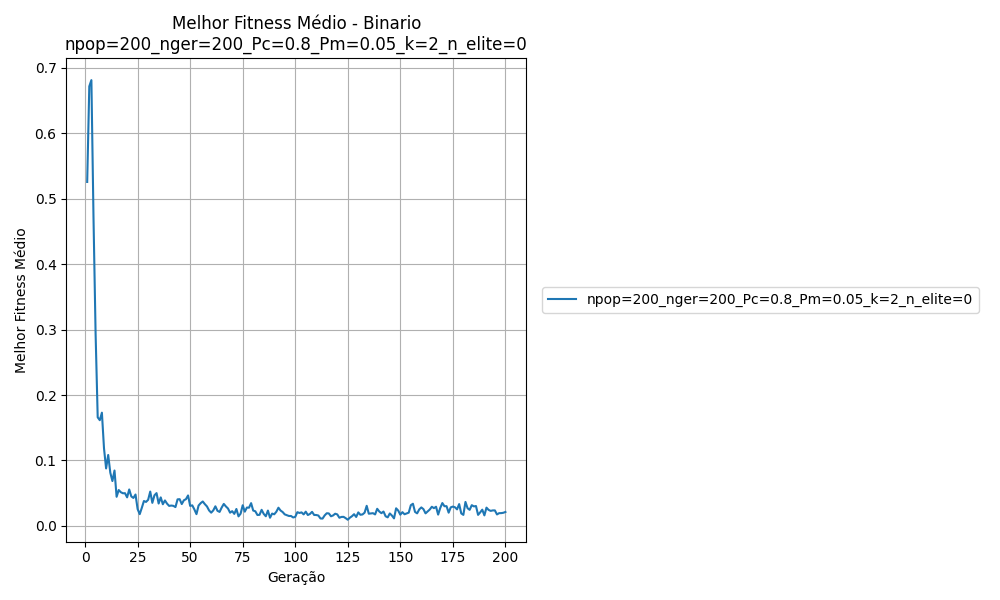 Melhor Fitness Médio - Binario
npop=200_nger=200_Pc=0.8_Pm=0.05_k=2_n_elite=0
Melhor Fitness Médio
0.7
0.6
0.5
0.4
0.3
0.2
0.1
0.0
0 25 50 75 100 125 150 175 200
Geração
npop=200_nger=200_Pc=0.8_Pm=0.05_k=2_n_elite=0